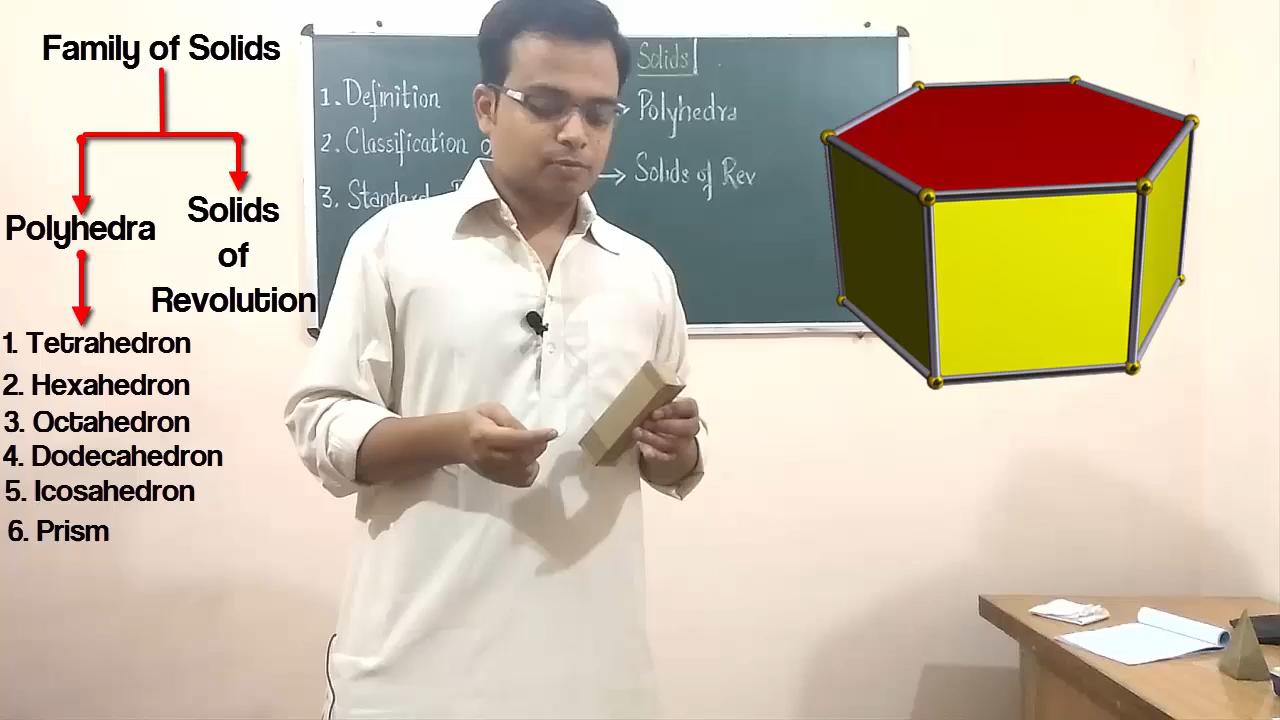 Family of Solids
Polyhedra
Solids
of
Revolution
1. Tetrahedron
2. Hexahedron
3. Octahedron
4. Dodecahedron
5. Icosahedron
6. Prism
Solids
1. Definition
2. Classification
3.
→ Polyhedra
→ Solids of Rev